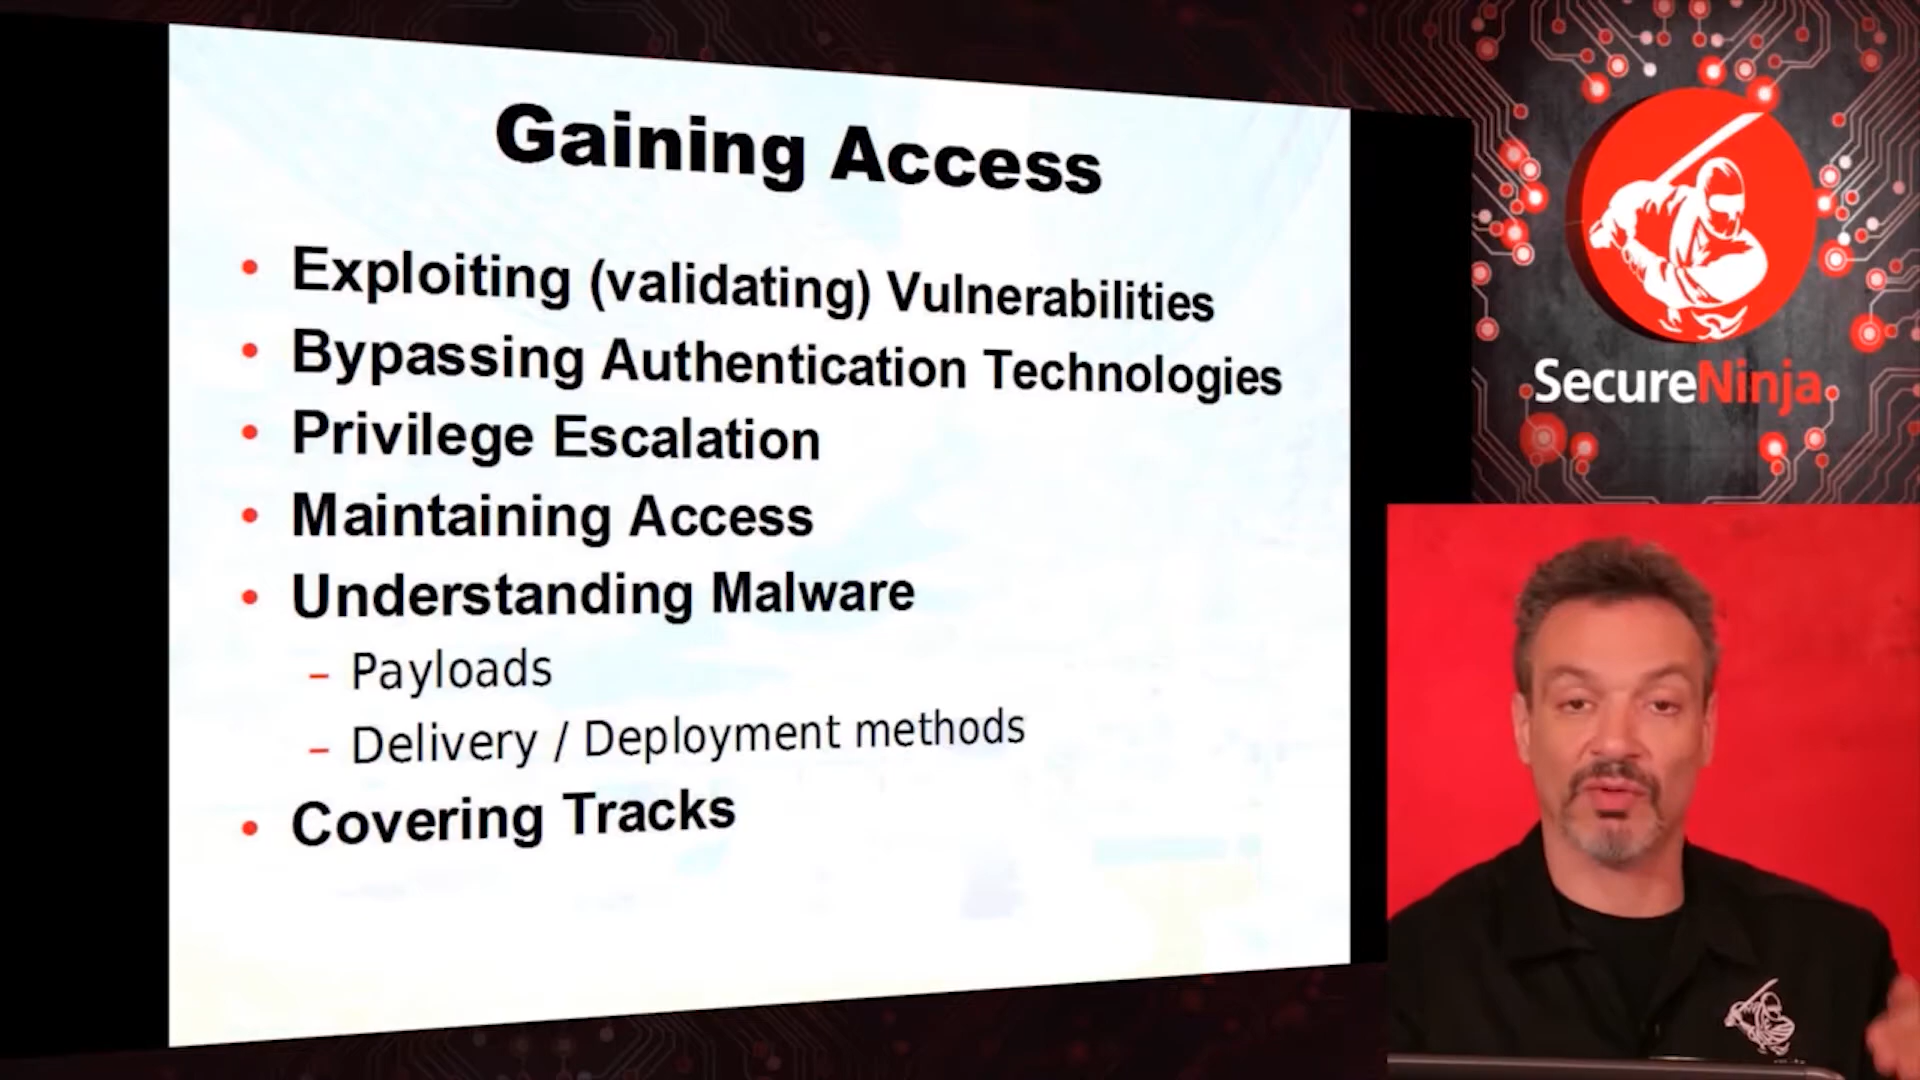 Gaining Access
• Exploiting (validating) Vulnerabilities
• Bypassing Authentication Technologies
• Privilege Escalation
• Maintaining Access
• Understanding Malware
– Payloads
– Delivery / Deployment methods
• Covering Tracks
SecureNinja